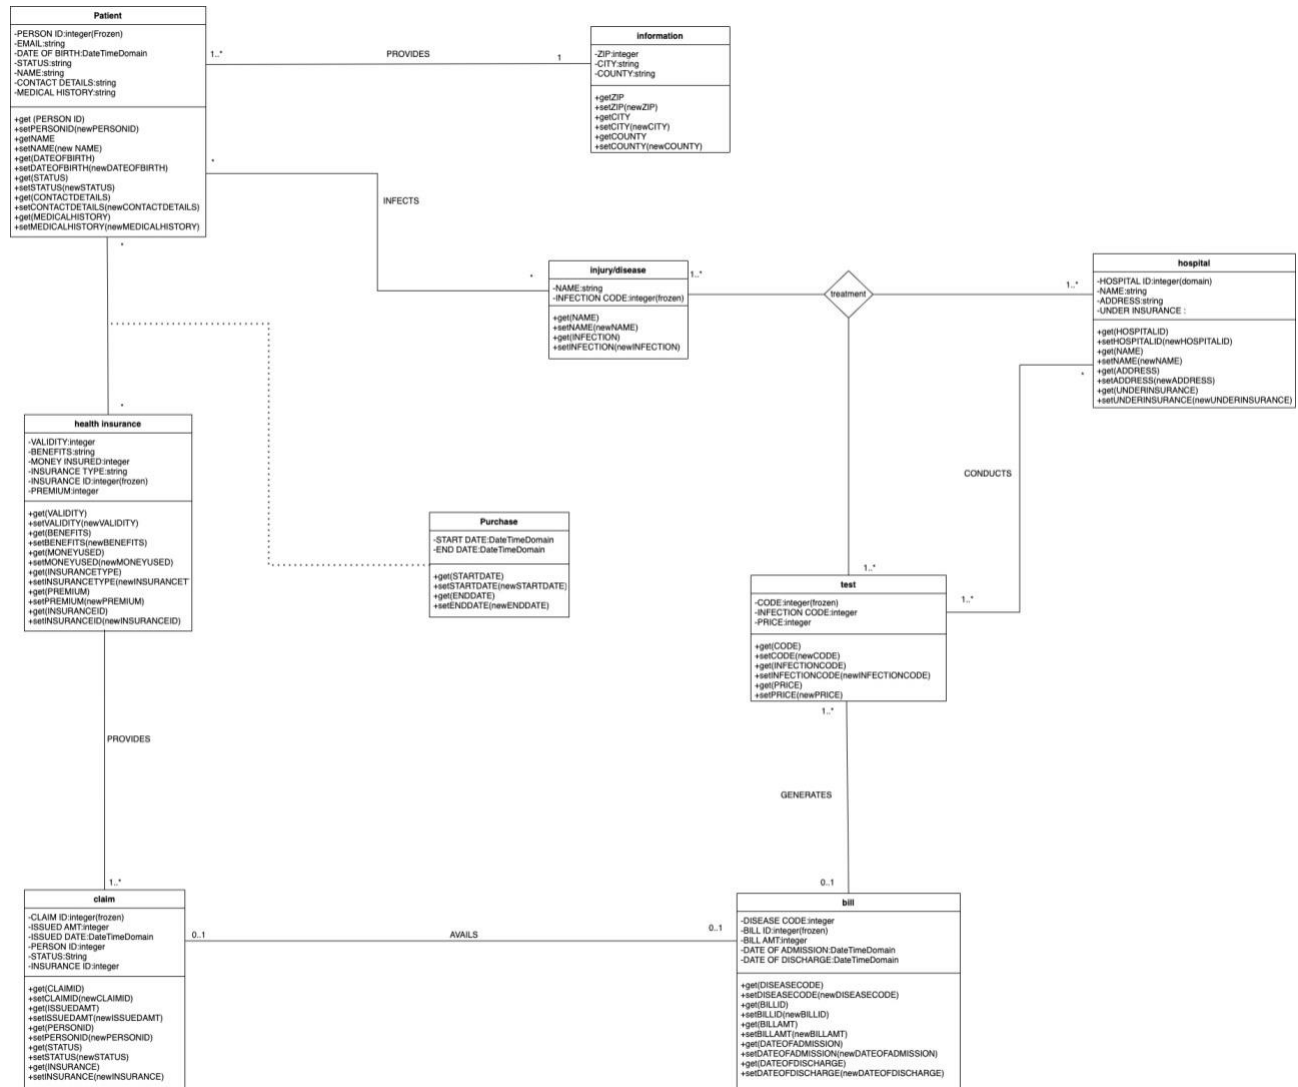 Patient
-PERSON ID:integer(Frozen)
-EMAIL:string
-DATE OF BIRTH:DateTimeDomain
-STATUS:string
-NAME:string
-CONTACT DETAILS:string
-MEDICAL HISTORY:string
+get (PERSON ID)
+setPERSONID(newPERSONID)
+getNAME
+setNAME(new NAME)
+get(DATEOFBIRTH)
+setDATEOFBIRTH(newDATEOFBIRTH)
+get(STATUS)
+setSTATUS(newSTATUS)
+get(CONTACTDETAILS)
+setCONTACTDETAILS(newCONTACTDETAILS)
+get(MEDICALHISTORY)
+setMEDICALHISTORY(newMEDICALHISTORY)
1..*
PROVIDES
1
information
-ZIP:integer
-CITY:string
-COUNTY:string
+getZIP
+setZIP(newZIP)
+getCITY
+setCITY(newCITY)
+getCOUNTY
+setCOUNTY(newCOUNTY)
*
INFECTS
*
injury/disease
-NAME:string
-INFECTION CODE:integer(frozen)
+get(NAME)
+setNAME(newNAME)
+get(INFECTION)
+setINFECTION(newINFECTION)
1..*
treatment
1..*
hospital
-HOSPITAL ID:integer(domain)
-NAME:string
-ADDRESS:string
-UNDER INSURANCE :
+get(HOSPITALID)
+setHOSPITALID(newHOSPITALID)
+get(NAME)
+setNAME(newNAME)
+get(ADDRESS)
+setADDRESS(newADDRESS)
+get(UNDERINSURANCE)
+setUNDERINSURANCE(newUNDERINSURANCE)
*
*
*
health insurance
-VALIDITY:integer
-BENEFITS:string
-MONEY INSURED:integer
-INSURANCE TYPE:string
-INSURANCE ID:integer(frozen)
-PREMIUM:integer
+get(VALIDITY)
+setVALIDITY(newVALIDITY)
+get(BENEFITS)
+setBENEFITS(newBENEFITS)
+get(MONEYUSED)
+setMONEYUSED(newMONEYUSED)
+get(INSURANCETYPE)
+setINSURANCETYPE(newINSURANCET
+get(PREMIUM)
+setPREMIUM(newPREMIUM)
+get(INSURANCEID)
+setINSURANCEID(newINSURANCEID)
Purchase
-START DATE:DateTimeDomain
-END DATE:DateTimeDomain
+get(STARTDATE)
+setSTARTDATE(newSTARTDATE)
+get(ENDDATE)
+setENDDATE(newENDDATE)
CONDUCTS
1..*
test
-CODE:integer(frozen)
-INFECTION CODE:integer
-PRICE:integer
+get(CODE)
+setCODE(newCODE)
+get(INFECTIONCODE)
+setINFECTIONCODE(newINFECTIONCODE)
+get(PRICE)
+setPRICE(newPRICE)
1..*
1..*
PROVIDES
GENERATES
1..*
0..1
claim
-CLAIM ID:integer(frozen)
-ISSUED AMT:integer
-ISSUED DATE:DateTimeDomain
-PERSON ID:integer
-STATUS:String
-INSURANCE ID:integer
+get(CLAIMID)
+setCLAIMID(newCLAIMID)
+get(ISSUEDAMT)
+setISSUEDAMT(newISSUEDAMT)
+get(PERSONID)
+setPERSONID(newPERSONID)
+get(STATUS)
+setSTATUS(newSTATUS)
+get(INSURANCE)
+setINSURANCE(newINSURANCE)
0..1
AVAILS
0..1
bill
-DISEASE CODE:integer
-BILL ID:integer(frozen)
-BILL AMT:integer
-DATE OF ADMISSION:DateTimeDomain
-DATE OF DISCHARGE:DateTimeDomain
+get(DISEASECODE)
+setDISEASECODE(newDISEASECODE)
+get(BILLID)
+setBILLID(newBILLID)
+get(BILLAMT)
+setBILLAMT(newBILLAMT)
+get(DATEOFADMISSION)
+setDATEOFADMISSION(newDATEOFADMISSION)
+get(DATEOFDISCHARGE)
+setDATEOFDISCHARGE(newDATEOFDISCHARGE)